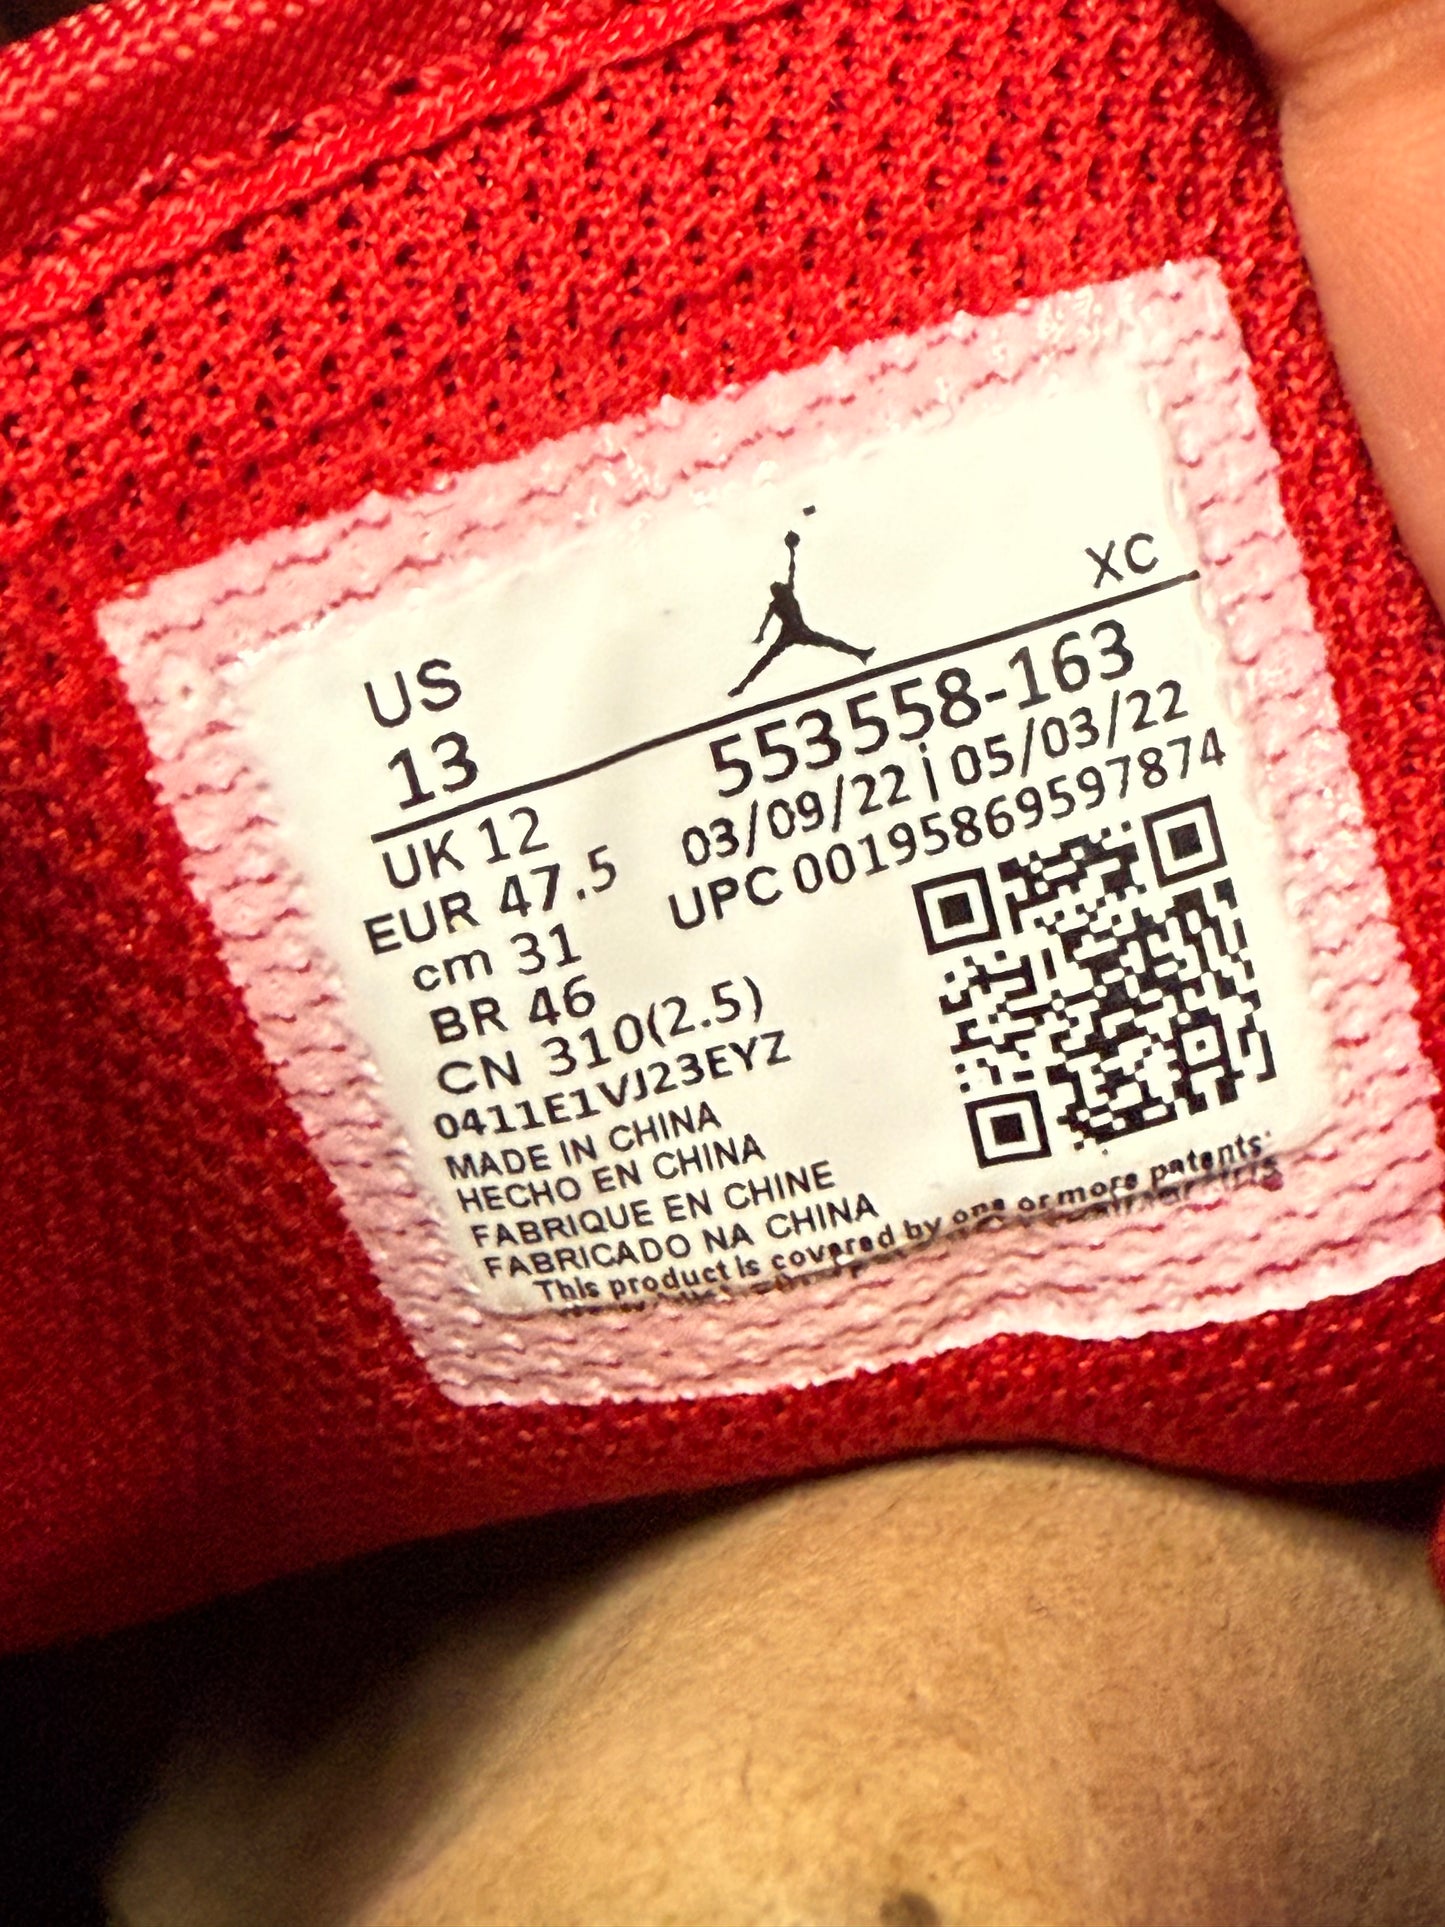 US
13
XC
553558-163
03/09/22 | 05/03/22
UPC 00195869597874
UK 12
EUR 47.5
cm 31
BR 46
CN 310(2.5)
0411E1VJ23EYZ
MADE IN CHINA
HECHO EN CHINA
FABRIQUE EN CHINE
FABRICADO NA CHINA
This product is covered by one or more patents.